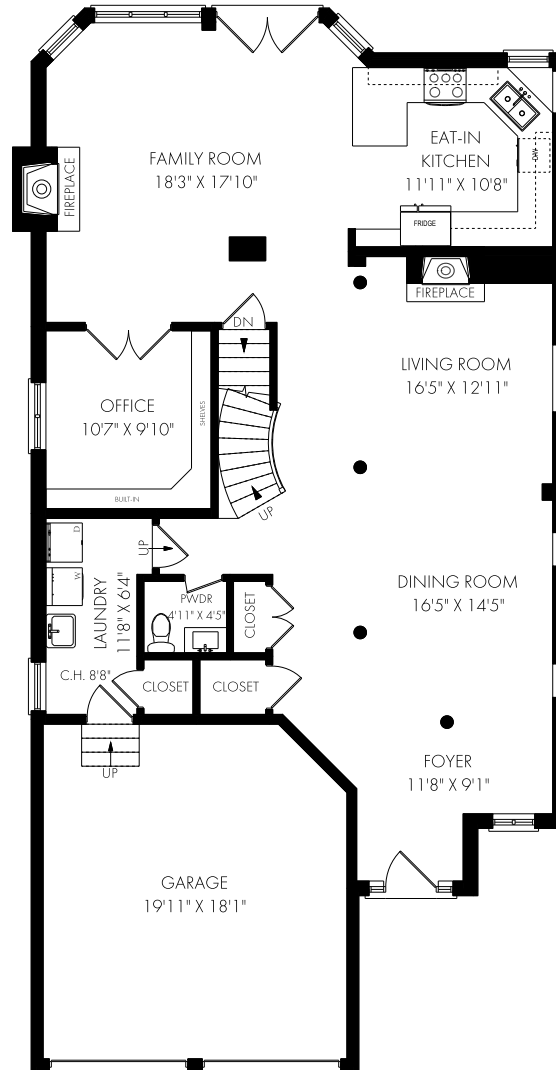 FAMILY ROOM
18'3" X 17'10"
FIREPLACE
EAT-IN
KITCHEN
11'11" X 10'8"
DW
FRIDGE
FIREPLACE
DN
LIVING ROOM
16'5" X 12'11"
OFFICE
10'7" X 9'10"
SHELVES
BUILT-IN
UP
D
W
UP
LAUNDRY
11'8" X 6'4"
C.H. 8'8"
PWDR
4'11" X 4'5"
CLOSET
DINING ROOM
16'5" X 14'5"
CLOSET
CLOSET
UP
FOYER
11'8" X 9'1"
GARAGE
19'11" X 18'1"